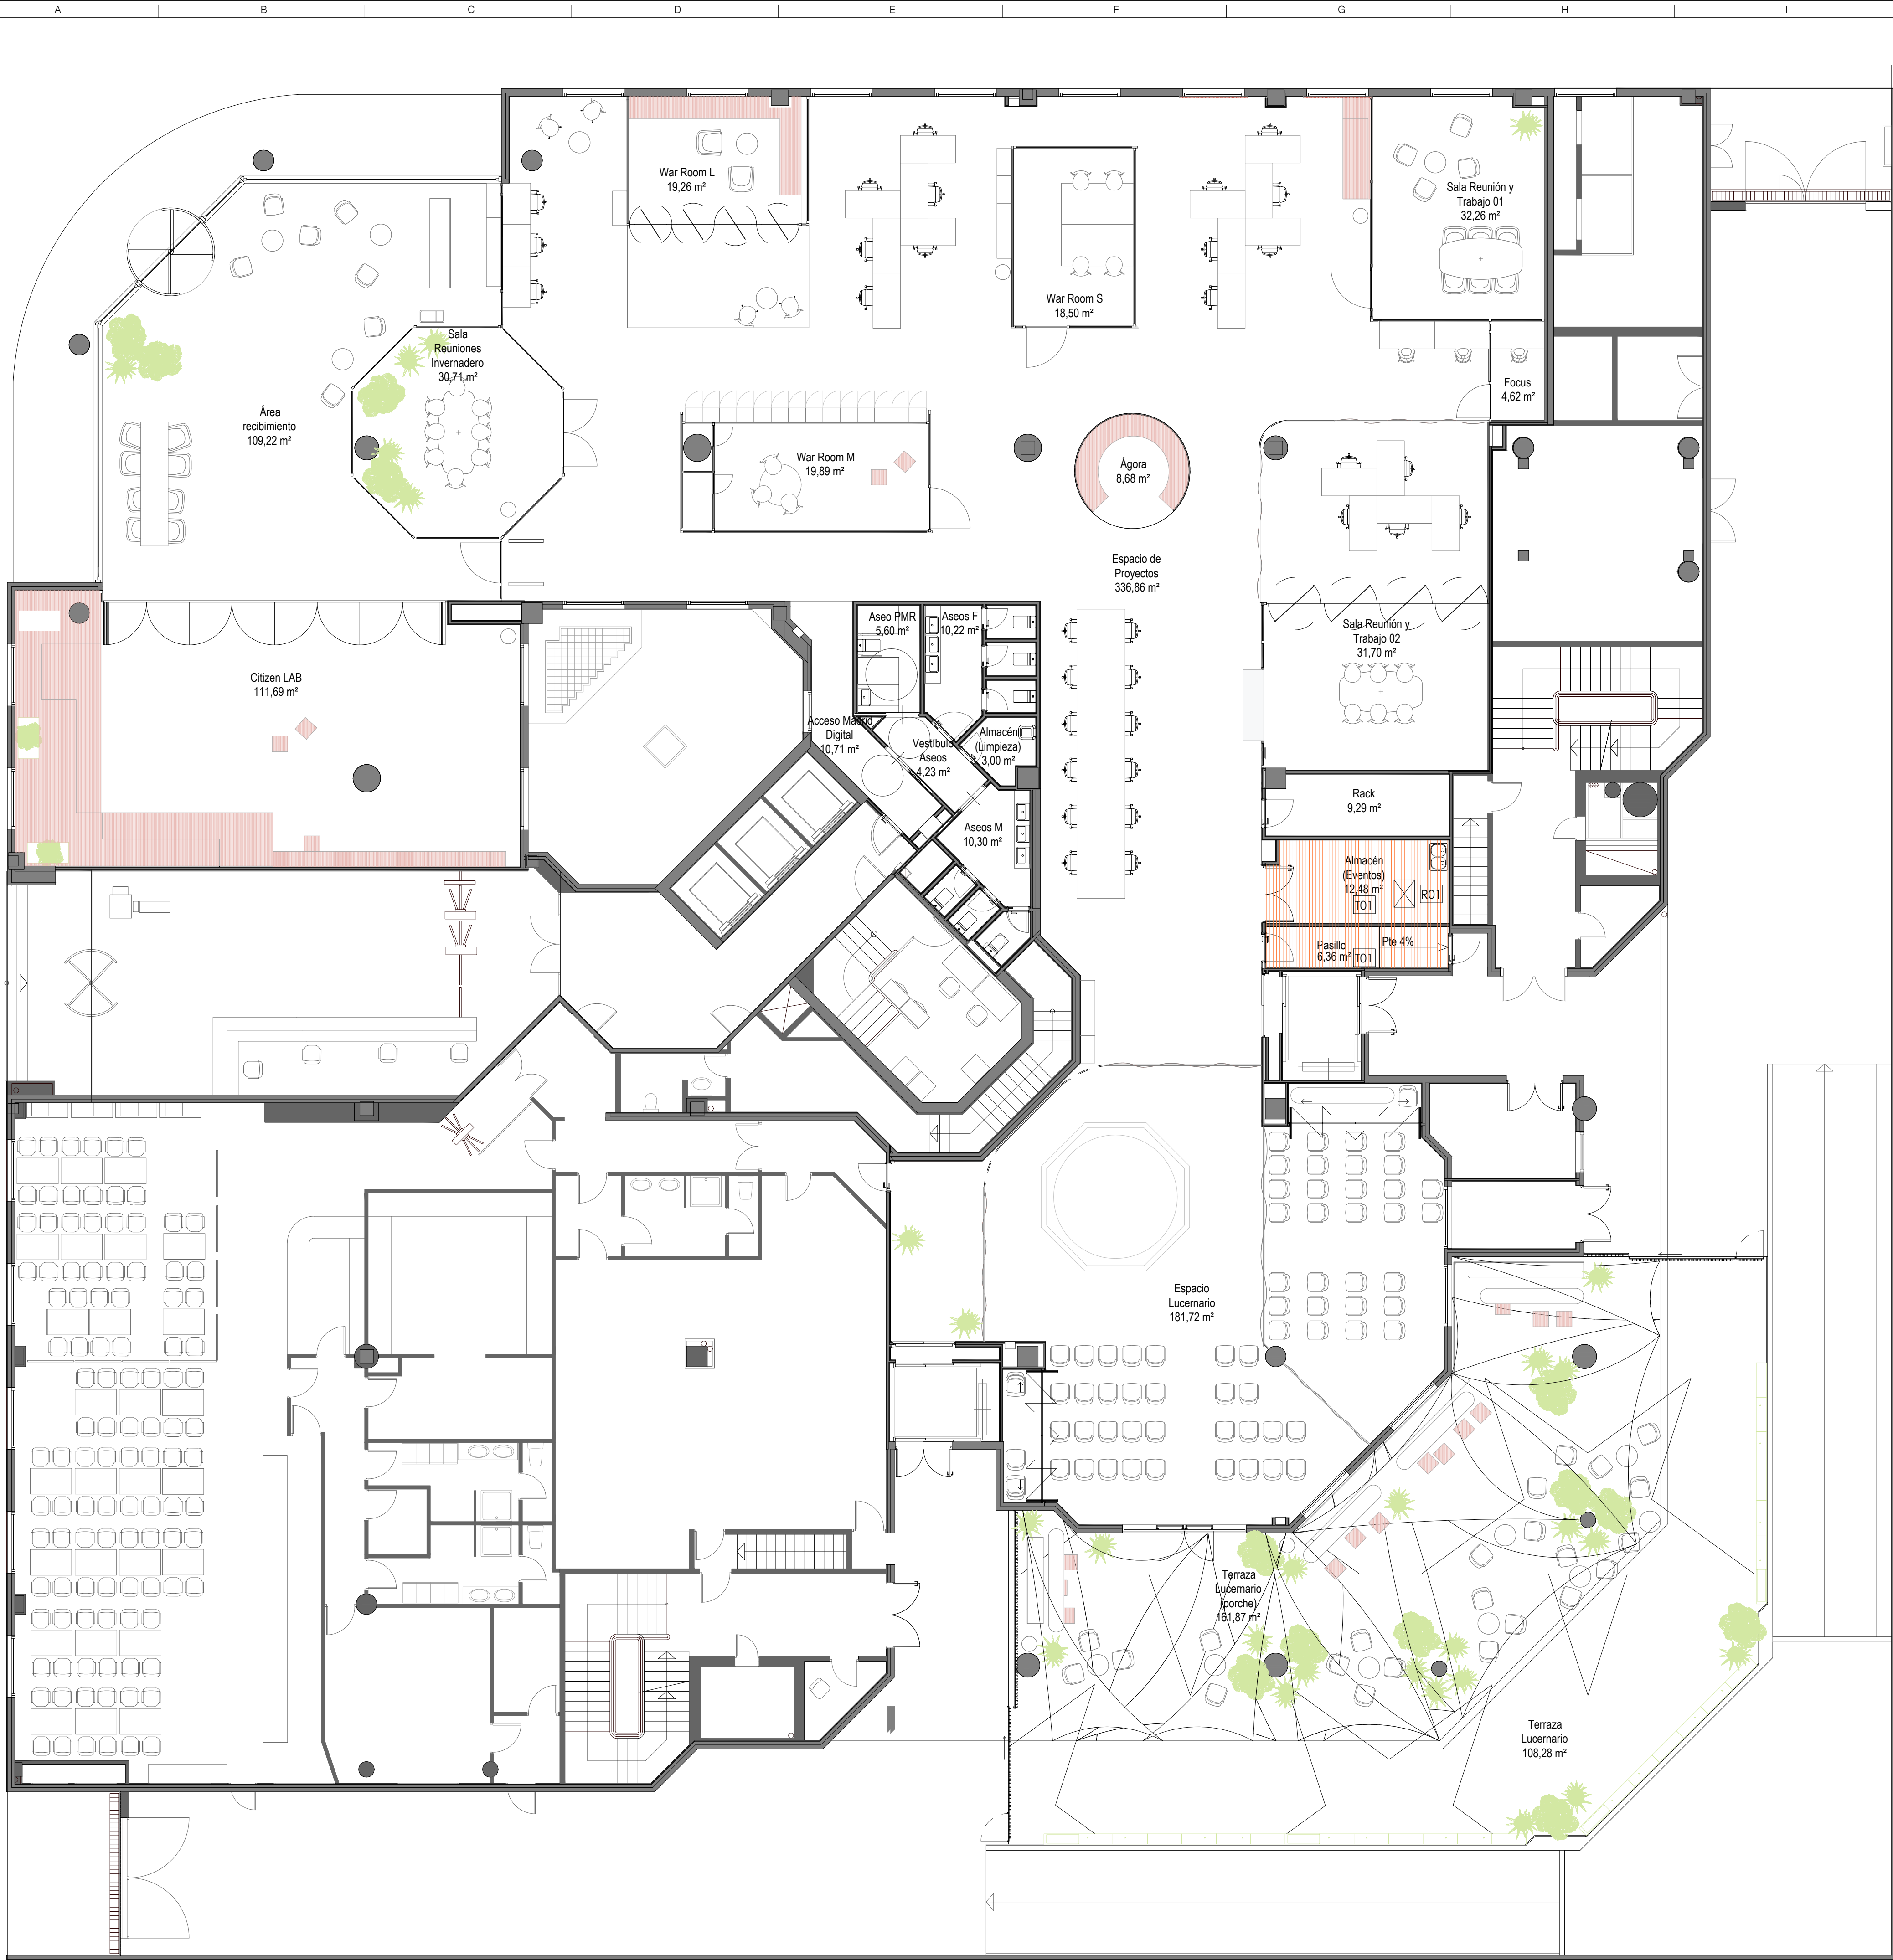 A B C D E F G H I
War Room L
19,26 m²
Sala Reunión y
Trabajo 01
32,26 m²
War Room S
18,50 m²
Sala
Reuniones
Invernadero
30,71 m²
Focus
4,62 m²
Área
recibimiento
109,22 m²
War Room M
19,89 m²
Ágora
8,68 m²
Espacio de
Proyectos
336,86 m²
Aseo PMR
5,60 m²
Aseos F
10,22 m²
Sala Reunión y
Trabajo 02
31,70 m²
Citizen LAB
111,69 m²
Acceso Madrid
Digital
10,71 m²
Vestíbulo
Aseos
4,23 m²
Almacén
(Limpieza)
3,00 m²
Rack
9,29 m²
Aseos M
10,30 m²
Almacén
(Eventos)
12,48 m²
TO1
RO1
Pasillo
6,36 m²
TO1
Pte 4%
Espacio
Lucernario
181,72 m²
Terraza
Lucernario
(porche)
161,87 m²
Terraza
Lucernario
108,28 m²